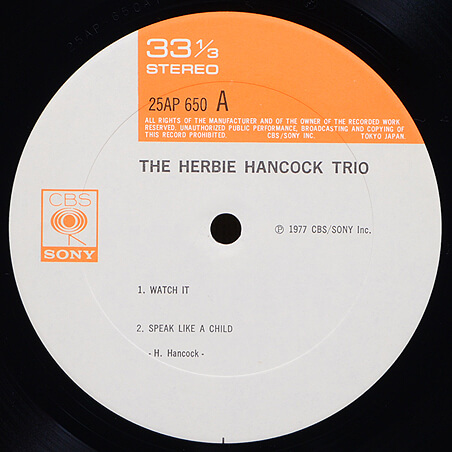 33 1/3
STEREO
25AP 650 A
ALL RIGHTS OF THE MANUFACTURER AND OF THE OWNER OF THE RECORDED WORK
RESERVED. UNAUTHORIZED PUBLIC PERFORMANCE, BROADCASTING AND COPYING OF
THIS RECORD PROHIBITED. CBS/SONY INC. TOKYO JAPAN.
THE HERBIE HANCOCK TRIO
CBS
SONY
℗ 1977 CBS/SONY Inc.
1. WATCH IT
2. SPEAK LIKE A CHILD
- H. Hancock -